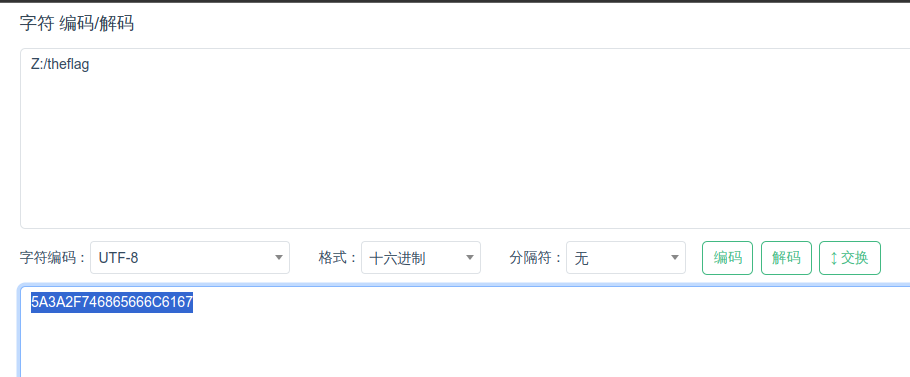 字符 编码/解码
Z:/theflag
字符编码： UTF-8 格式： 十六进制 分隔符： 无 编码 解码 ↕交换
5A3A2F746865666C6167